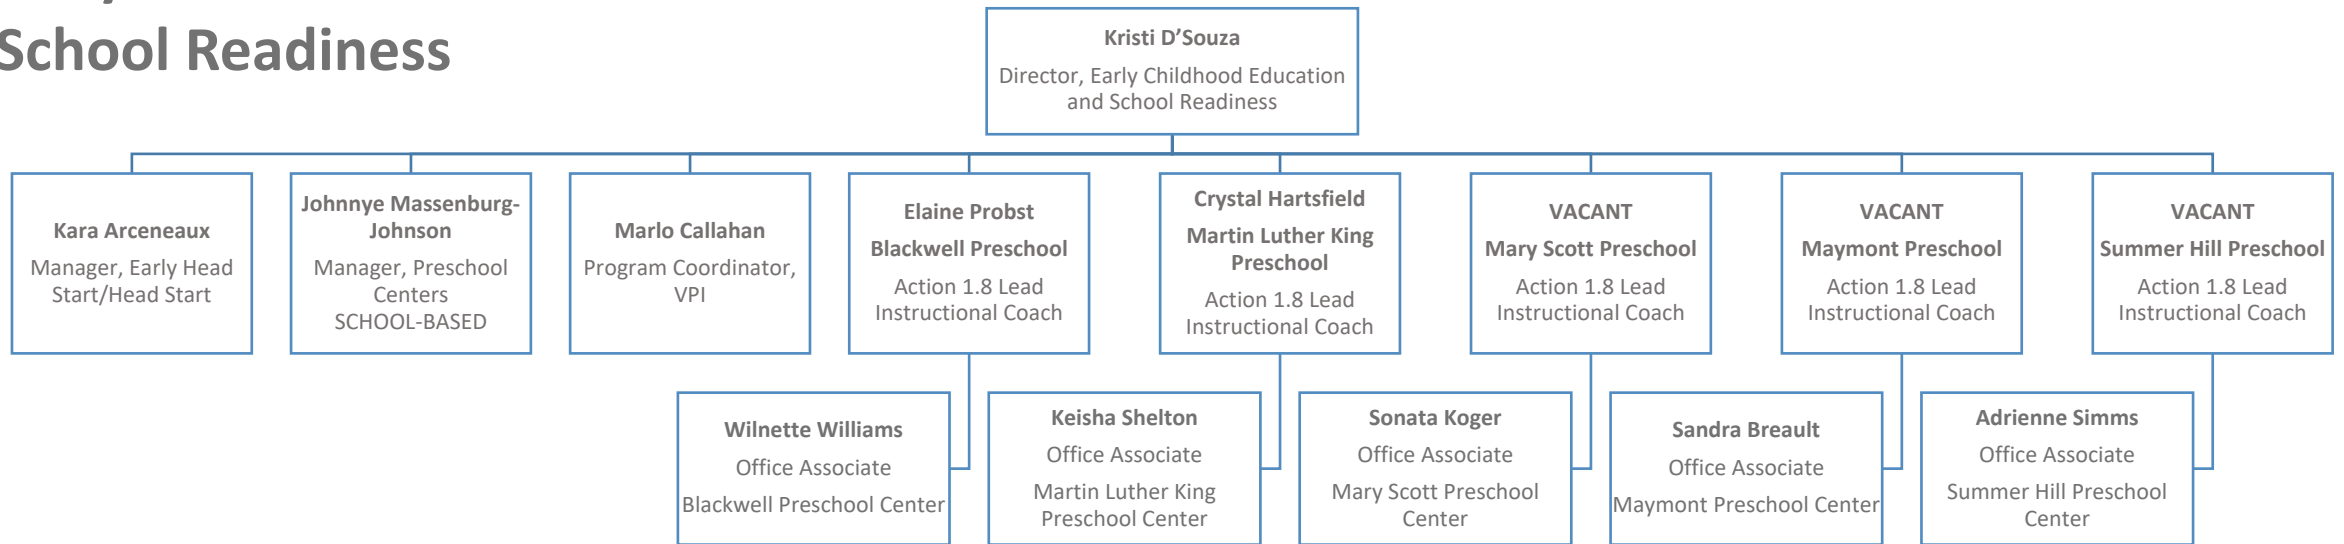 School Readiness
Kristi D’Souza
Director, Early Childhood Education
and School Readiness
Kara Arceneaux
Manager, Early Head
Start/Head Start
Johnnye Massenburg-
Johnson
Manager, Preschool
Centers
SCHOOL-BASED
Marlo Callahan
Program Coordinator,
VPI
Elaine Probst
Blackwell Preschool
Action 1.8 Lead
Instructional Coach
Crystal Hartsfield
Martin Luther King
Preschool
Action 1.8 Lead
Instructional Coach
VACANT
Mary Scott Preschool
Action 1.8 Lead
Instructional Coach
VACANT
Maymont Preschool
Action 1.8 Lead
Instructional Coach
VACANT
Summer Hill Preschool
Action 1.8 Lead
Instructional Coach
Wilnette Williams
Office Associate
Blackwell Preschool Center
Keisha Shelton
Office Associate
Martin Luther King
Preschool Center
Sonata Koger
Office Associate
Mary Scott Preschool
Center
Sandra Breault
Office Associate
Maymont Preschool Center
Adrienne Simms
Office Associate
Summer Hill Preschool
Center